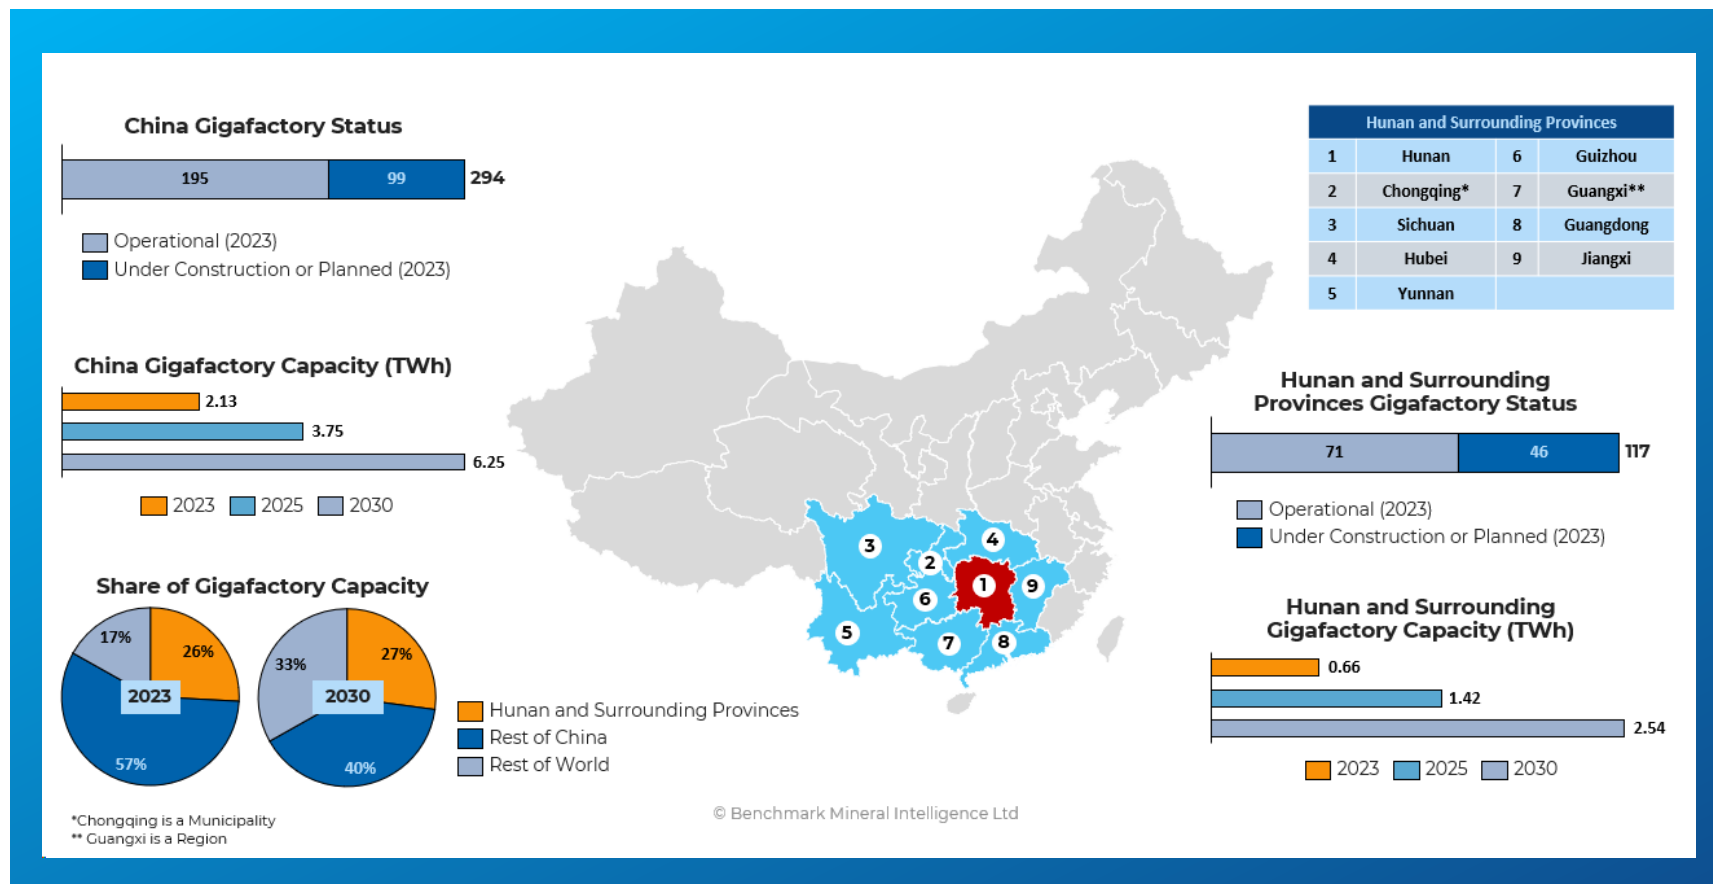 China Gigafactory Status
195 99 294
Operational (2023)
Under Construction or Planned (2023)
China Gigafactory Capacity (TWh)
2.13
3.75
6.25
2023 2025 2030
Share of Gigafactory Capacity
17% 26%
2023
57%
33% 27%
2030
40%
Hunan and Surrounding Provinces
Rest of China
Rest of World
*Chongqing is a Municipality
** Guangxi is a Region
3
4
2
1
9
6
5
7
8
© Benchmark Mineral Intelligence Ltd
Hunan and Surrounding Provinces
1 Hunan 6 Guizhou
2 Chongqing* 7 Guangxi**
3 Sichuan 8 Guangdong
4 Hubei 9 Jiangxi
5 Yunnan
Hunan and Surrounding
Provinces Gigafactory Status
71 46 117
Operational (2023)
Under Construction or Planned (2023)
Hunan and Surrounding
Gigafactory Capacity (TWh)
0.66
1.42
2.54
2023 2025 2030